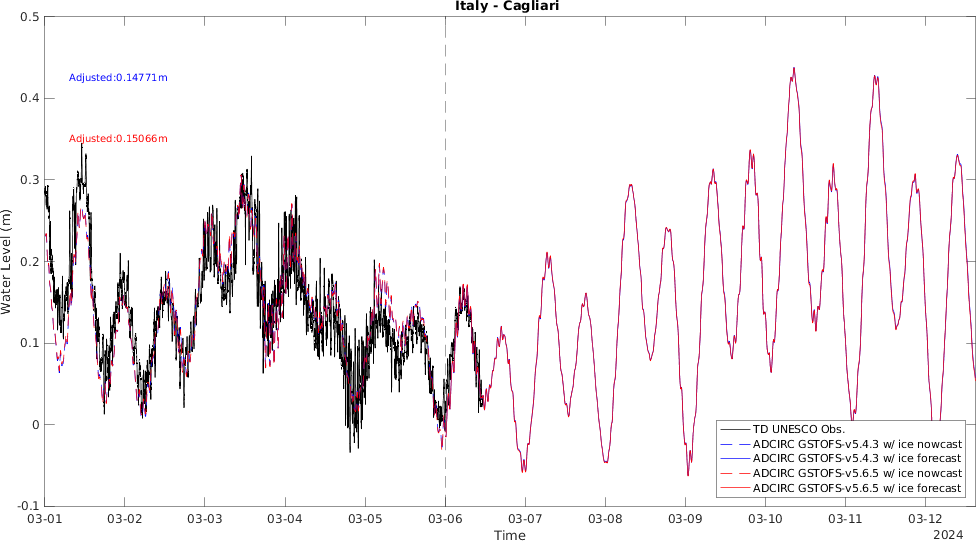 Italy - Cagliari
0.5
0.4
0.3
0.2
0.1
0
-0.1
Water Level (m)
Adjusted:0.14771m
Adjusted:0.15066m
TD UNESCO Obs.
ADCIRC GSTOFS-v5.4.3 w/ ice nowcast
ADCIRC GSTOFS-v5.4.3 w/ ice forecast
ADCIRC GSTOFS-v5.6.5 w/ ice nowcast
ADCIRC GSTOFS-v5.6.5 w/ ice forecast
03-01 03-02 03-03 03-04 03-05 03-06 03-07 03-08 03-09 03-10 03-11 03-12
Time
2024